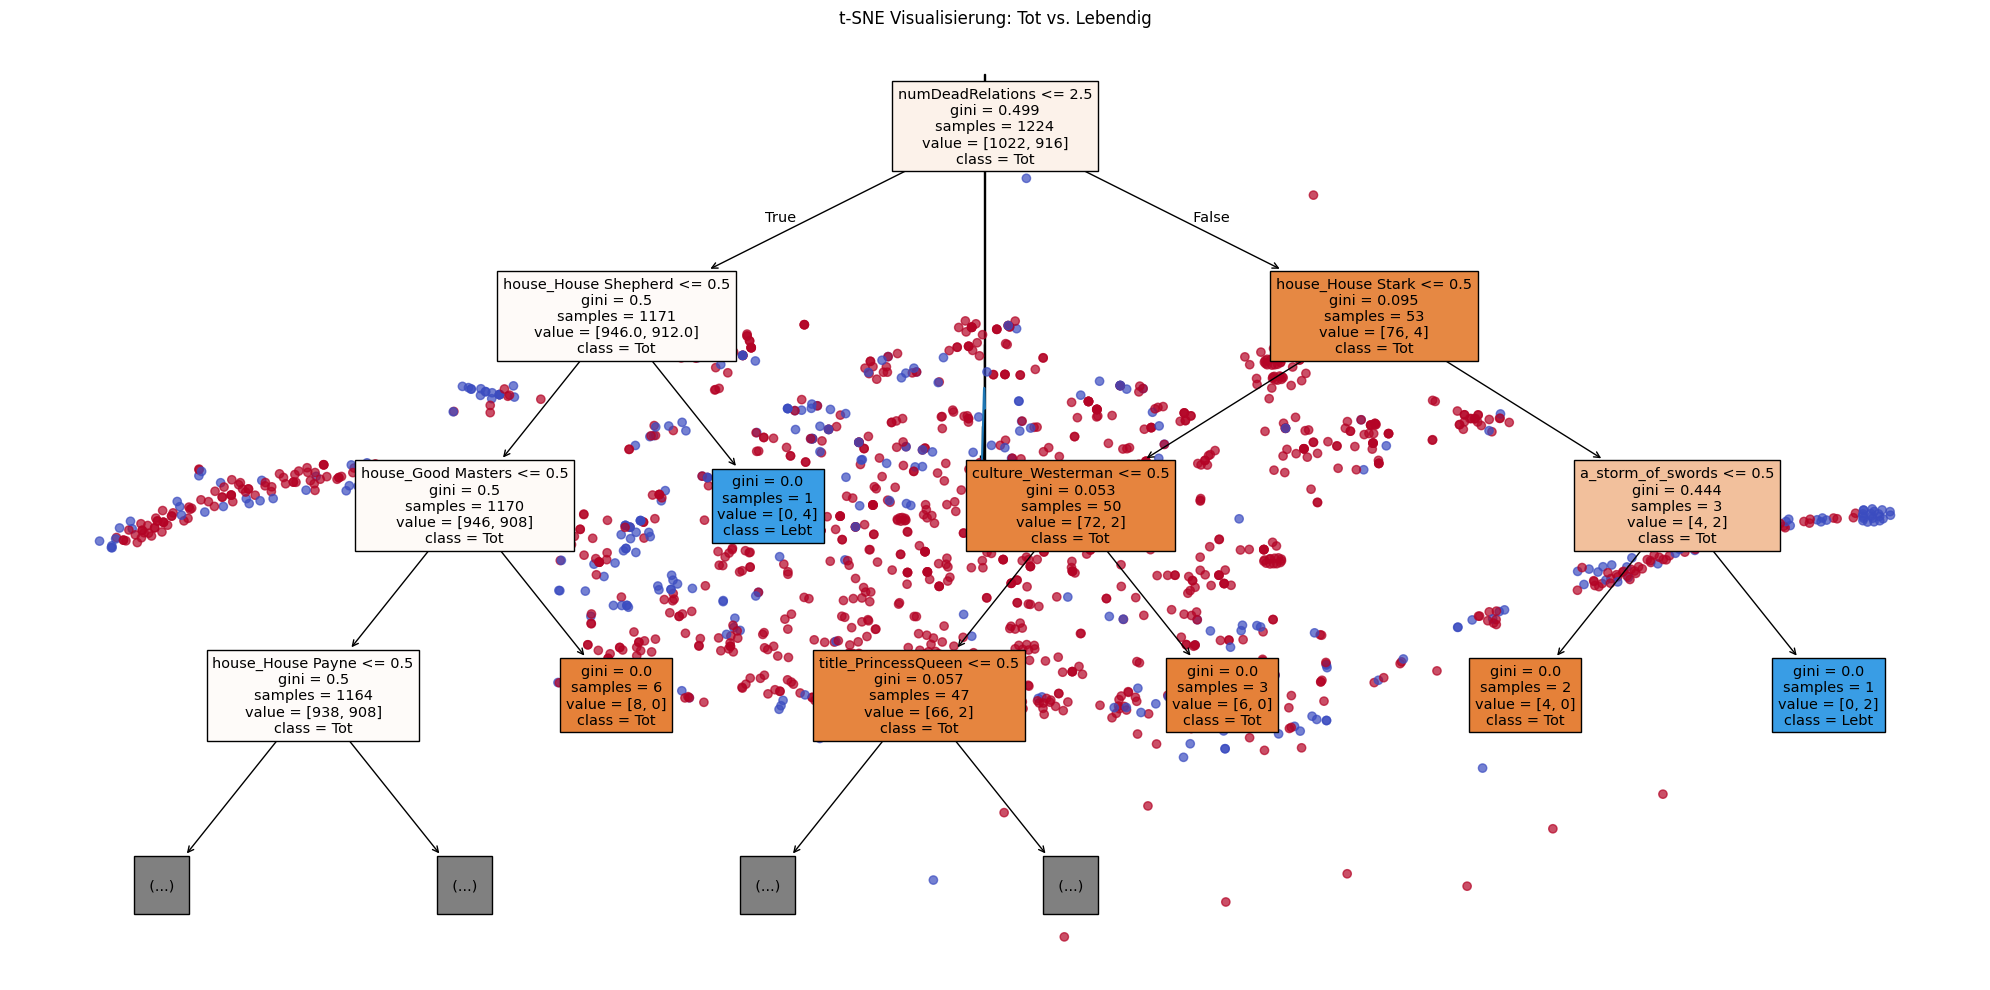 t-SNE Visualisierung: Tot vs. Lebendig
numDeadRelations <= 2.5
gini = 0.499
samples = 1224
value = [1022, 916]
class = Tot
True
False
house_House Shepherd <= 0.5
gini = 0.5
samples = 1171
value = [946.0, 912.0]
class = Tot
house_House Stark <= 0.5
gini = 0.095
samples = 53
value = [76, 4]
class = Tot
house_Good Masters <= 0.5
gini = 0.5
samples = 1170
value = [946, 908]
class = Tot
gini = 0.0
samples = 1
value = [0, 4]
class = Lebt
culture_Westerman <= 0.5
gini = 0.053
samples = 50
value = [72, 2]
class = Tot
a_storm_of_swords <= 0.5
gini = 0.444
samples = 3
value = [4, 2]
class = Tot
house_House Payne <= 0.5
gini = 0.5
samples = 1164
value = [938, 908]
class = Tot
gini = 0.0
samples = 6
value = [8, 0]
class = Tot
title_PrincessQueen <= 0.5
gini = 0.057
samples = 47
value = [66, 2]
class = Tot
gini = 0.0
samples = 3
value = [6, 0]
class = Tot
gini = 0.0
samples = 2
value = [4, 0]
class = Tot
gini = 0.0
samples = 1
value = [0, 2]
class = Lebt
(...)
(...)
(...)
(...)